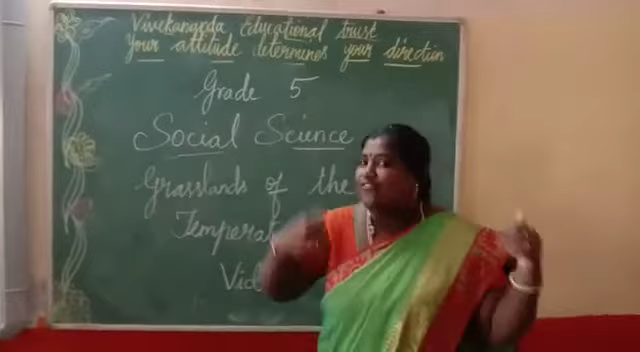 Vivekananda Educational trust
Your attitude determines your direction
Grade 5
Social Science
Grasslands of the